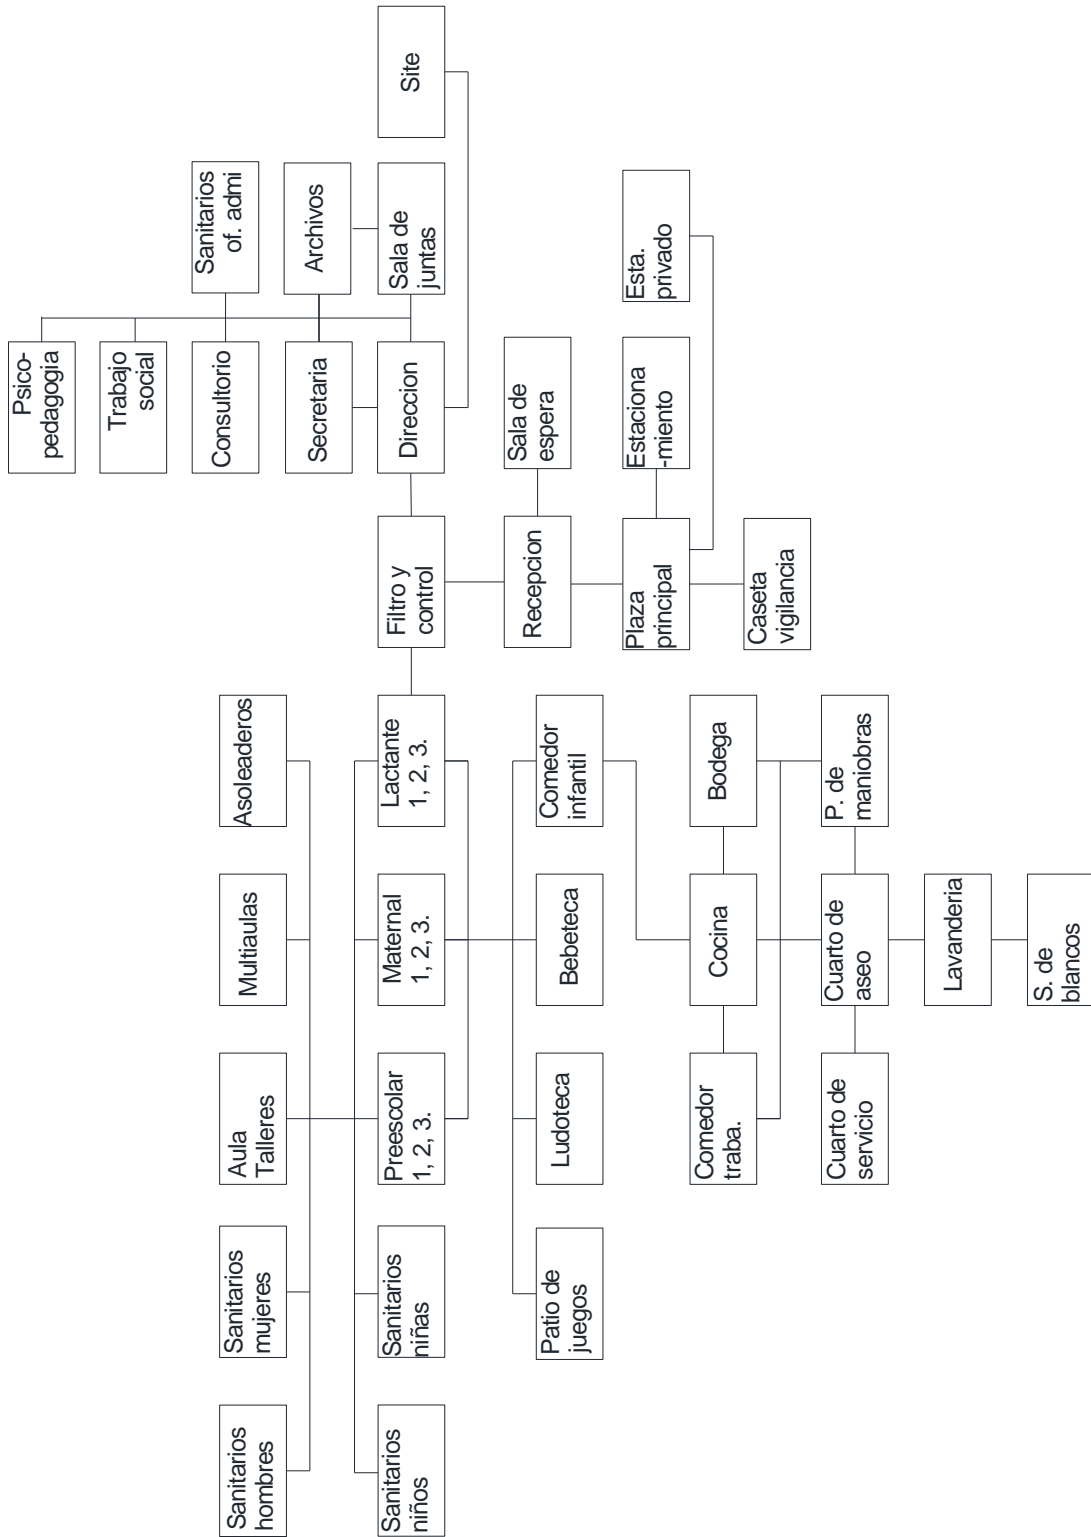 Psico-
pedagogia
Trabajo
social
Sanitarios
hombres
Sanitarios
mujeres
Aula
Talleres
Multiaulas
Asoleaderos
Consultorio
Sanitarios
of. admi
Secretaria
Archivos
Sanitarios
niños
Sanitarios
niñas
Preescolar
1, 2, 3.
Maternal
1, 2, 3.
Lactante
1, 2, 3.
Filtro y
control
Direccion
Sala de
juntas
Site
Recepcion
Sala de
espera
Patio de
juegos
Ludoteca
Bebeteca
Comedor
infantil
Plaza
principal
Estaciona
-miento
Esta.
privado
Comedor
traba.
Cocina
Bodega
Caseta
vigilancia
Cuarto de
servicio
Cuarto de
aseo
P. de
maniobras
Lavanderia
S. de
blancos